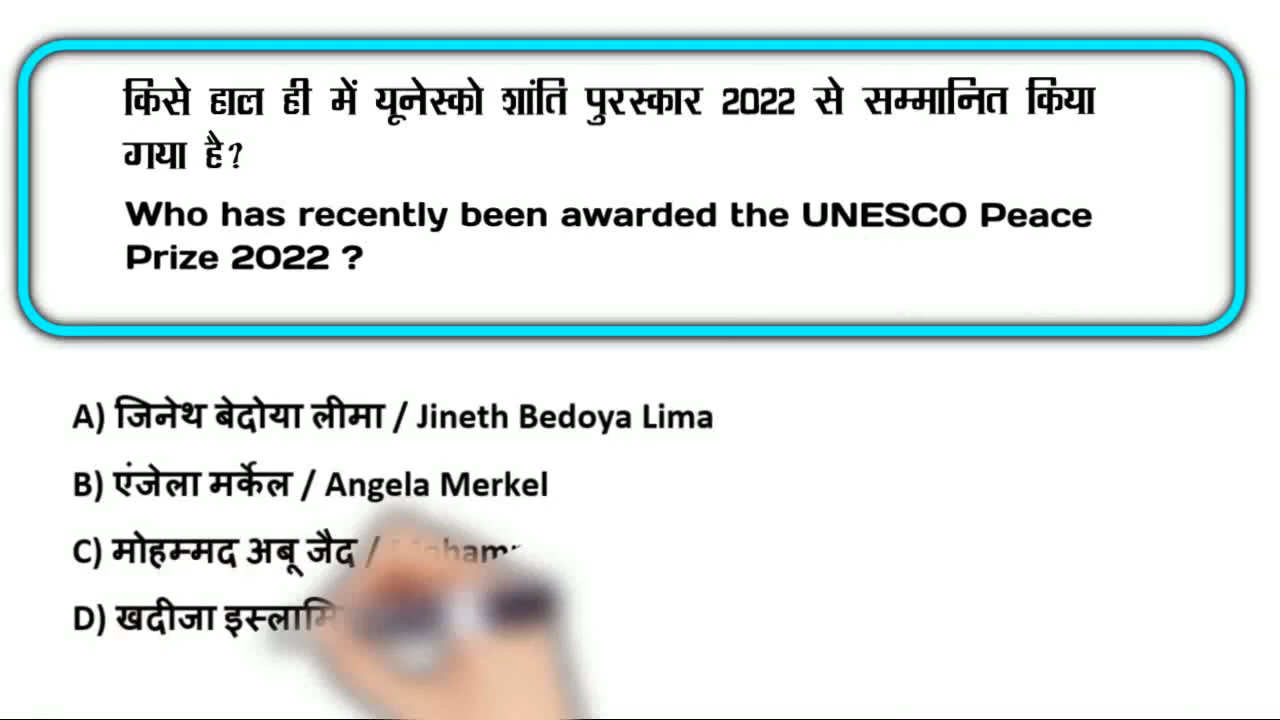 किसे हाल ही में यूनेस्को शांति पुरस्कार 2022 से सम्मानित किया
गया है?
Who has recently been awarded the UNESCO Peace
Prize 2022 ?
A) जिनेथ बेदोया लीमा / Jineth Bedoya Lima
B) एंजेला मर्केल / Angela Merkel
C) मोहम्मद अबू जैद /
D) खदीजा